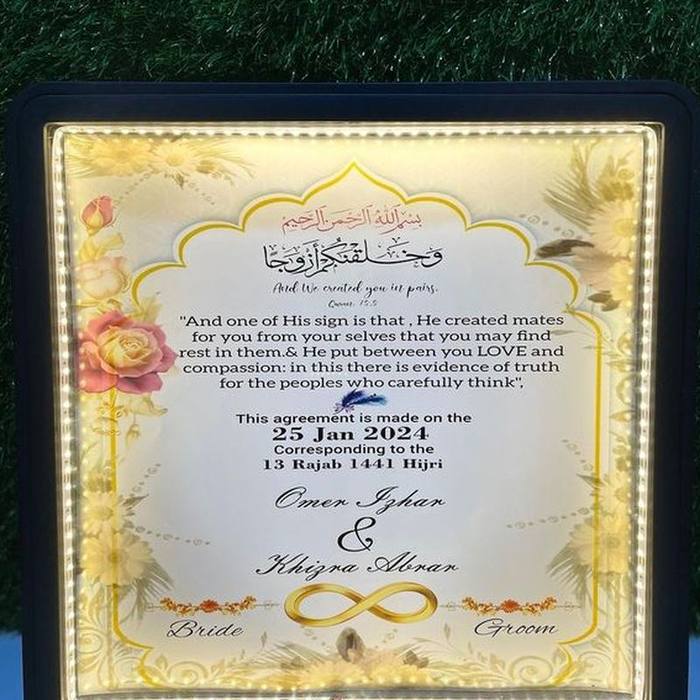 بسم الله الرحمن الرحيم
وَخَلَقْنَٰكُمْ أَزْوَٰجًا
And We created you in pairs.
"And one of His sign is that , He created mates
for you from your selves that you may find
rest in them.& He put between you LOVE and
compassion: in this there is evidence of truth
for the peoples who carefully think",
This agreement is made on the
25 Jan 2024
Corresponding to the
13 Rajab 1441 Hijri
Omer Izhar
&
Khizra Abrar
Bride
Groom